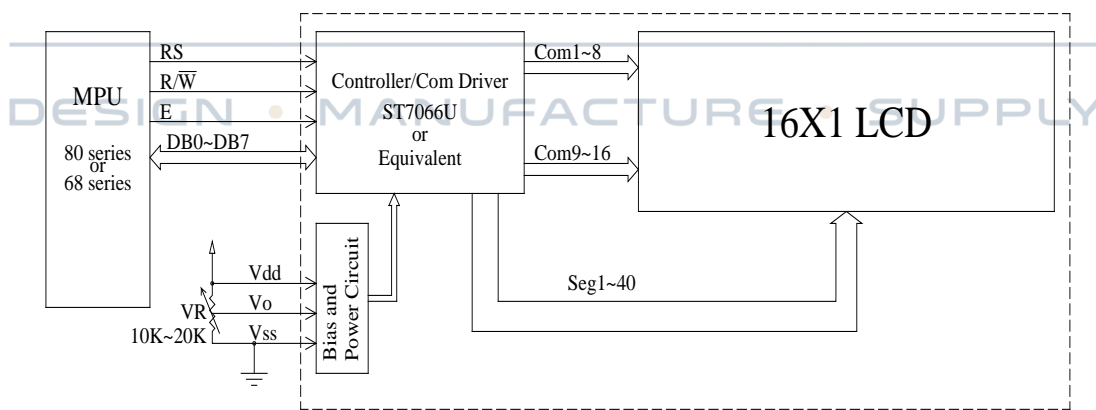 RS
R/W
E
DB0~DB7
MPU
80 series
or
68 series
Controller/Com Driver
ST7066U
or
Equivalent
Com1~8
Com9~16
16X1 LCD
DESIGN • MANUFACTURE • SUPPLY
Vdd
VR
Vo
10K~20K
Vss
Bias and
Power Circuit
Seg1~40